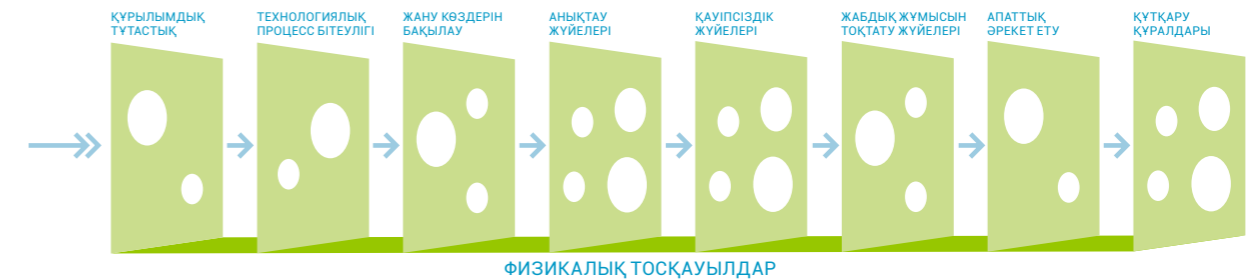 ҚҰРЫЛЫМДЫҚ
ТҰТАСТЫҚ
ТЕХНОЛОГИЯЛЫҚ
ПРОЦЕСС БІТЕУЛІГІ
ЖАНУ КӨЗДЕРІН
БАҚЫЛАУ
АНЫҚТАУ
ЖҮЙЕЛЕРІ
ҚАУІПСІЗДІК
ЖҮЙЕЛЕРІ
ЖАБДЫҚ ЖҰМЫСЫН
ТОҚТАТУ ЖҮЙЕЛЕРІ
АПАТТЫҚ
ӘРЕКЕТ ЕТУ
ҚҰТҚАРУ
ҚҰРАЛДАРЫ
ФИЗИКАЛЫҚ ТОСҚАУЫЛДАР